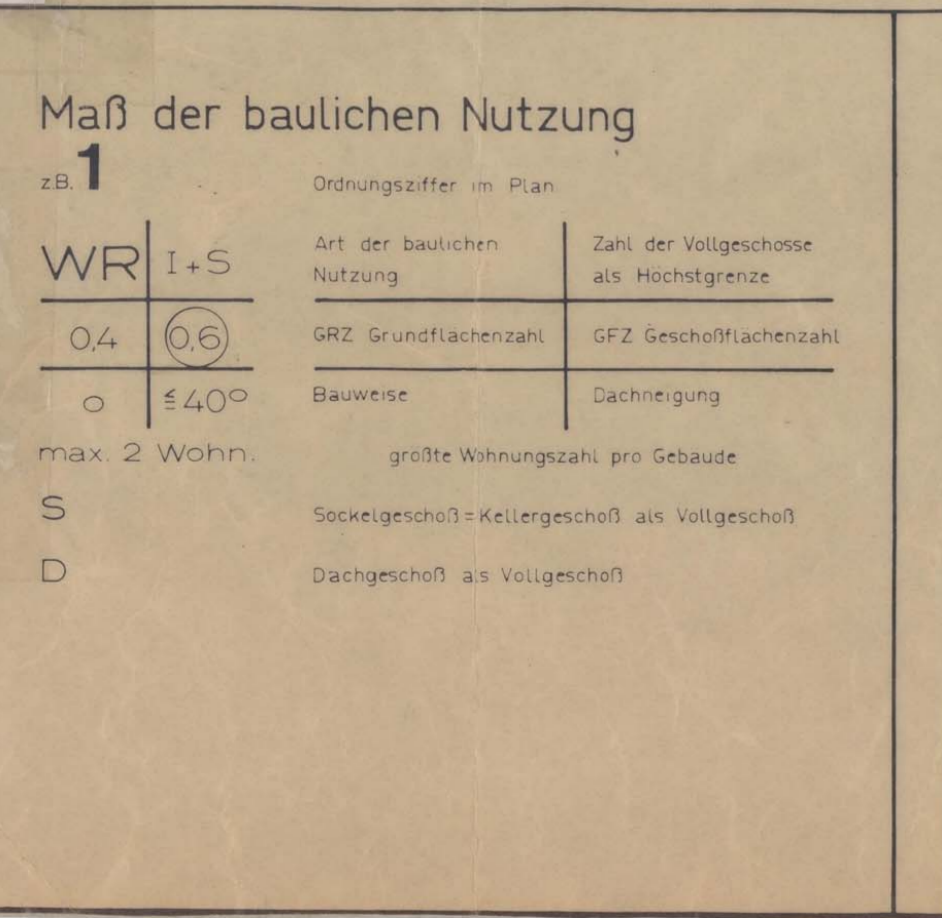 Maß der baulichen Nutzung
z.B. 1 Ordnungsziffer im Plan
WR I+S Art der baulichen Nutzung Zahl der Vollgeschosse als Höchstgrenze
0,4 0,6 GRZ Grundflächenzahl GFZ Geschoßflächenzahl
o ≦40° Bauweise Dachneigung
max. 2 Wohn. größte Wohnungszahl pro Gebäude
S Sockelgeschoß=Kellergeschoß als Vollgeschoß
D Dachgeschoß als Vollgeschoß